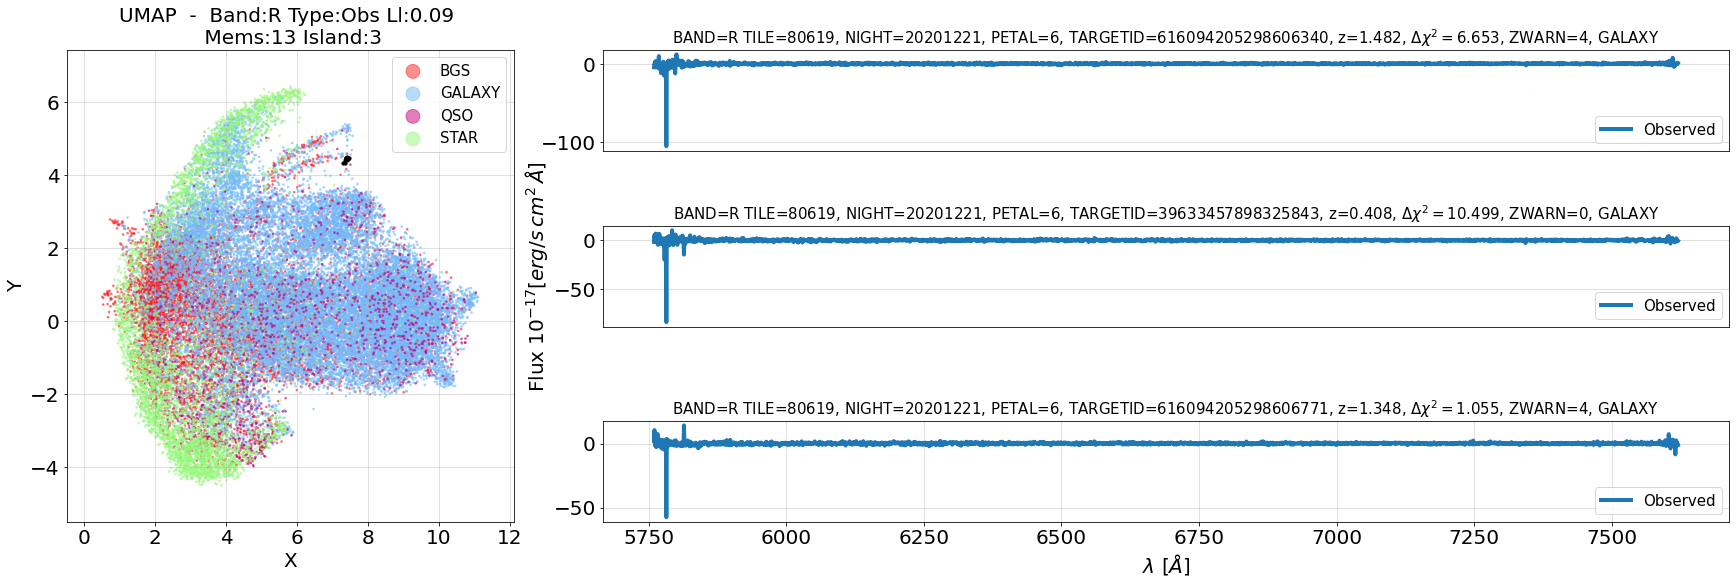 UMAP - Band:R Type:Obs Ll:0.09
Mems:13 Island:3
BGS
GALAXY
QSO
STAR
6
4
2
0
−2
−4
Y
0 2 4 6 8 10 12
X
Flux 10⁻¹⁷[erg/s cm² Å]
BAND=R TILE=80619, NIGHT=20201221, PETAL=6, TARGETID=616094205298606340, z=1.482, Δχ² = 6.653, ZWARN=4, GALAXY
0
−100
Observed
BAND=R TILE=80619, NIGHT=20201221, PETAL=6, TARGETID=39633457898325843, z=0.408, Δχ² = 10.499, ZWARN=0, GALAXY
0
−50
Observed
BAND=R TILE=80619, NIGHT=20201221, PETAL=6, TARGETID=616094205298606771, z=1.348, Δχ² = 1.055, ZWARN=4, GALAXY
0
−50
Observed
5750 6000 6250 6500 6750 7000 7250 7500
λ [Å]